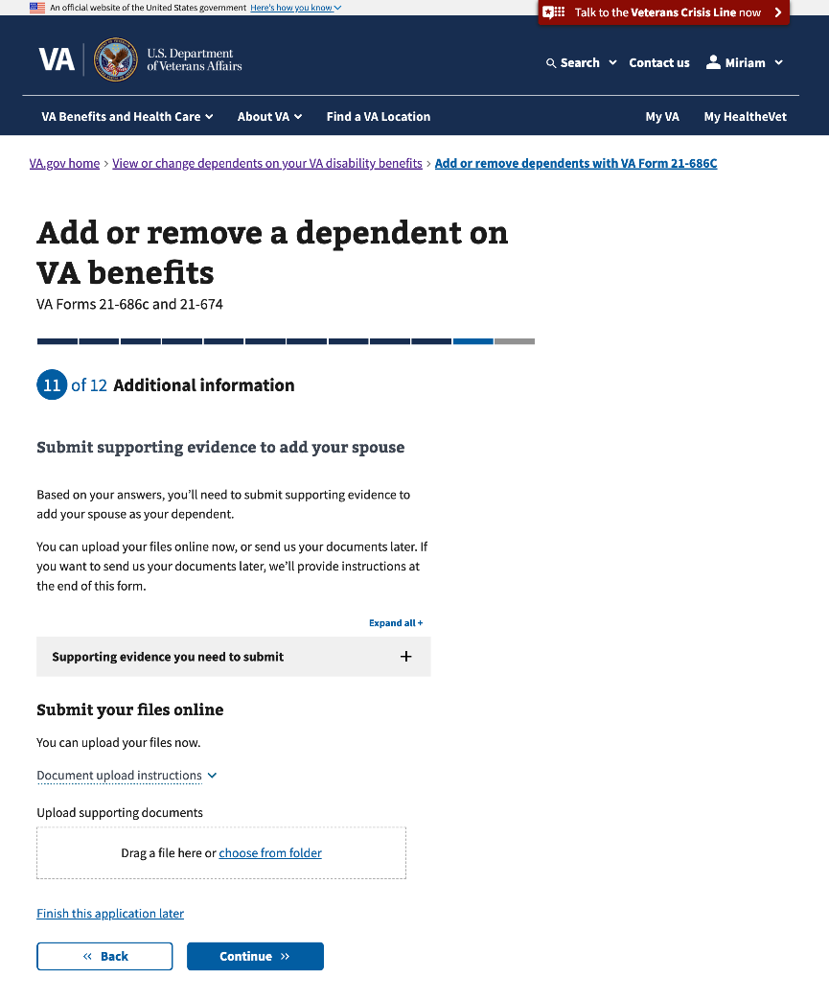 An official website of the United States government Here's how you know
Talk to the Veterans Crisis Line now
VA
U.S. Department
of Veterans Affairs
Search
Contact us
Miriam
VA Benefits and Health Care
About VA
Find a VA Location
My VA
My HealtheVet
VA.gov home › View or change dependents on your VA disability benefits › Add or remove dependents with VA Form 21-686C
Add or remove a dependent on
VA benefits
VA Forms 21-686c and 21-674
11 of 12 Additional information
Submit supporting evidence to add your spouse
Based on your answers, you'll need to submit supporting evidence to
add your spouse as your dependent.
You can upload your files online now, or send us your documents later. If
you want to send us your documents later, we'll provide instructions at
the end of this form.
Expand all +
Supporting evidence you need to submit +
Submit your files online
You can upload your files now.
Document upload instructions
Upload supporting documents
Drag a file here or choose from folder
Finish this application later
« Back
Continue »